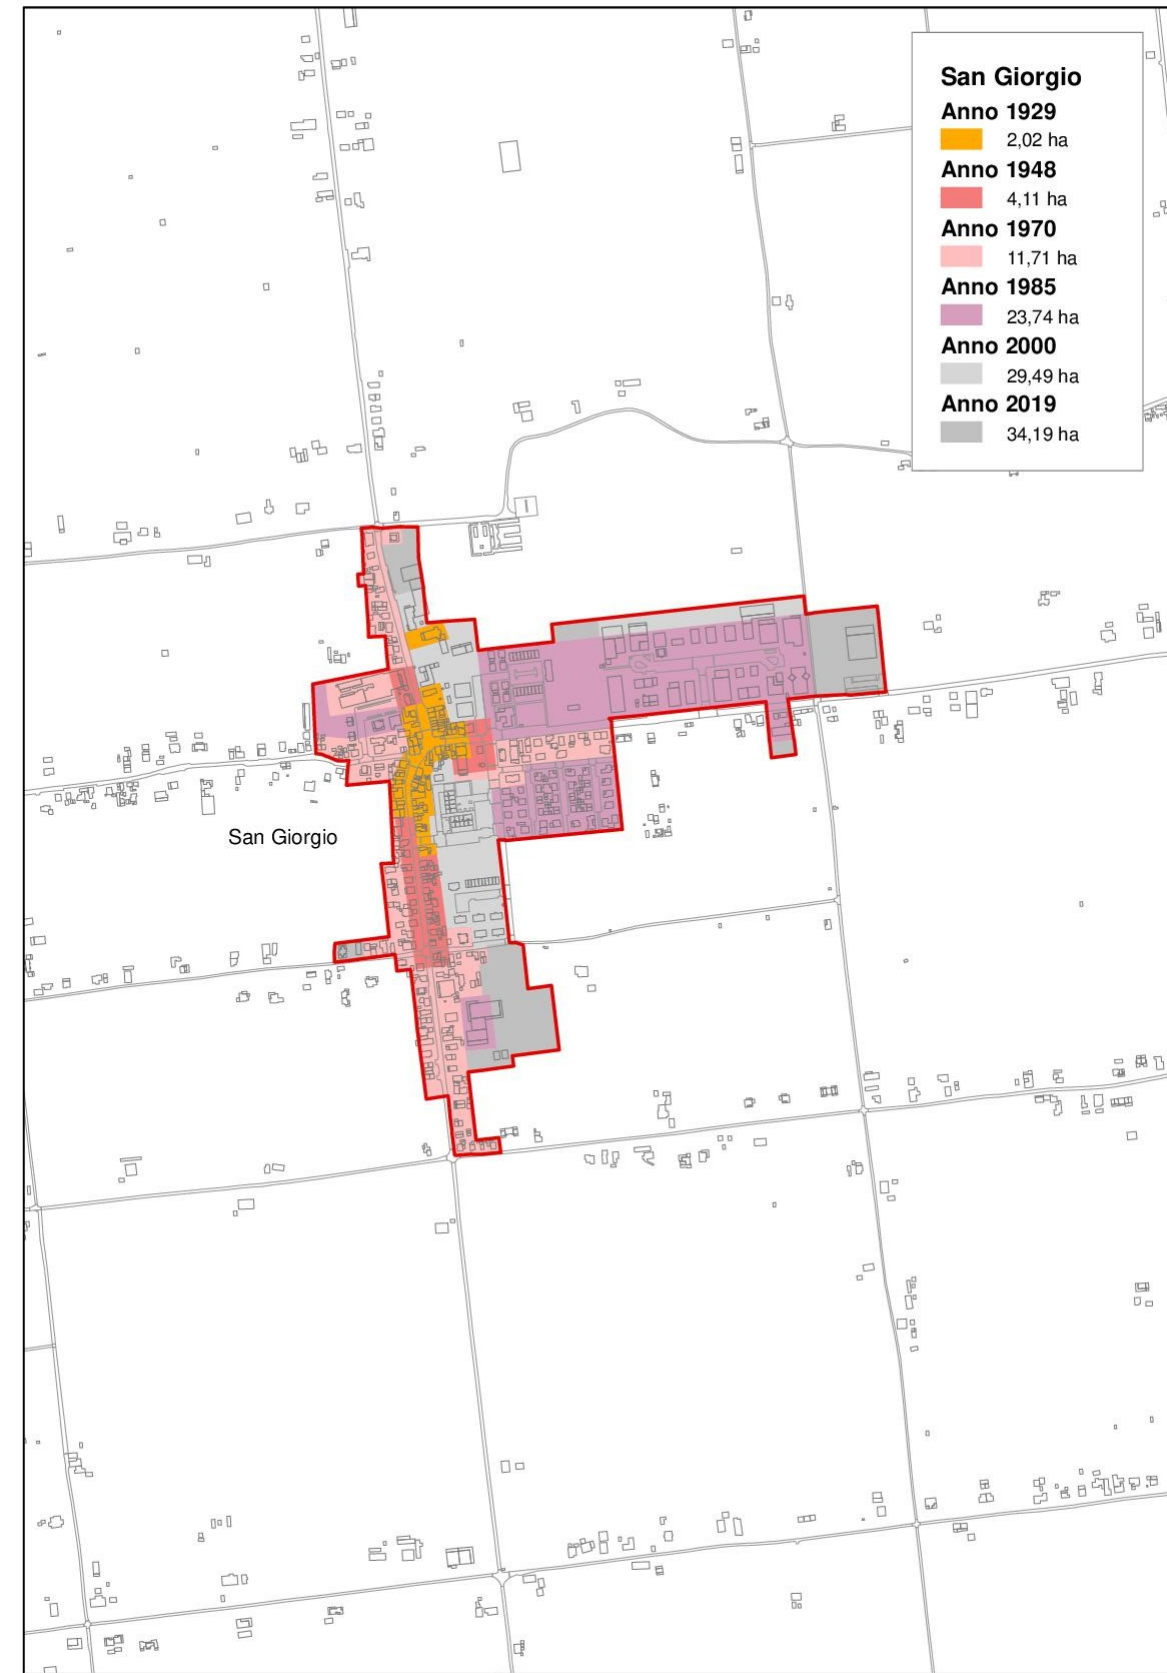 San Giorgio
Anno 1929
2,02 ha
Anno 1948
4,11 ha
Anno 1970
11,71 ha
Anno 1985
23,74 ha
Anno 2000
29,49 ha
Anno 2019
34,19 ha
San Giorgio